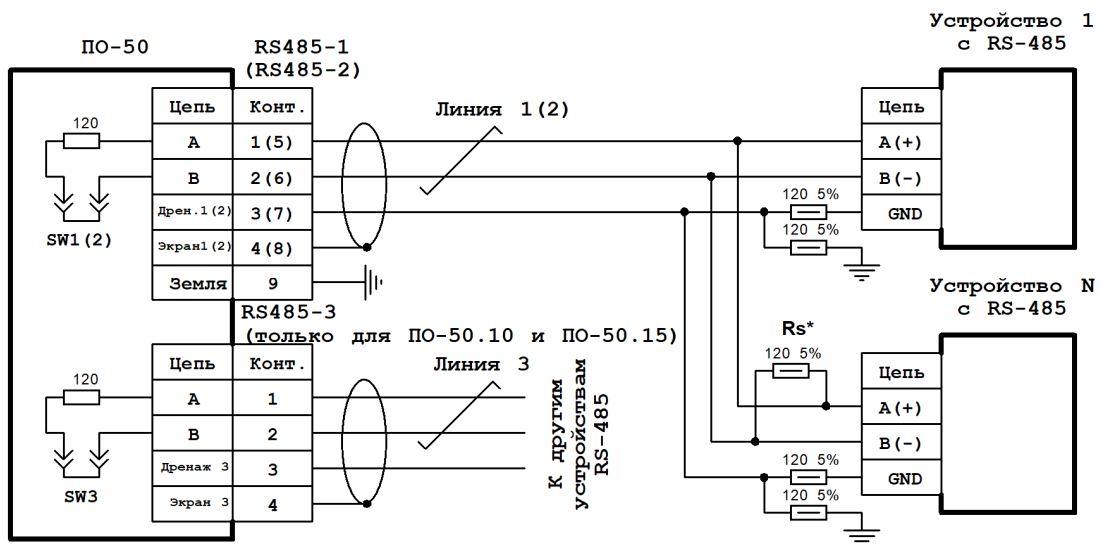 Устройство 1
с RS-485
ПО-50
RS485-1
(RS485-2)
Цепь
Конт.
Линия 1(2)
Цепь
120
A
1(5)
A(+)
B
2(6)
B(-)
120 5%
Дрен.1(2)
3(7)
GND
120 5%
SW1(2)
Экран1(2)
4(8)
Земля
9
Устройство N
с RS-485
RS485-3
(только для ПО-50.10 и ПО-50.15)
Rs*
120 5%
Цепь
Конт.
Линия 3
Цепь
120
A
1
К другим
устройствам
RS-485
A(+)
B
2
B(-)
120 5%
Дренаж 3
3
GND
120 5%
SW3
Экран 3
4